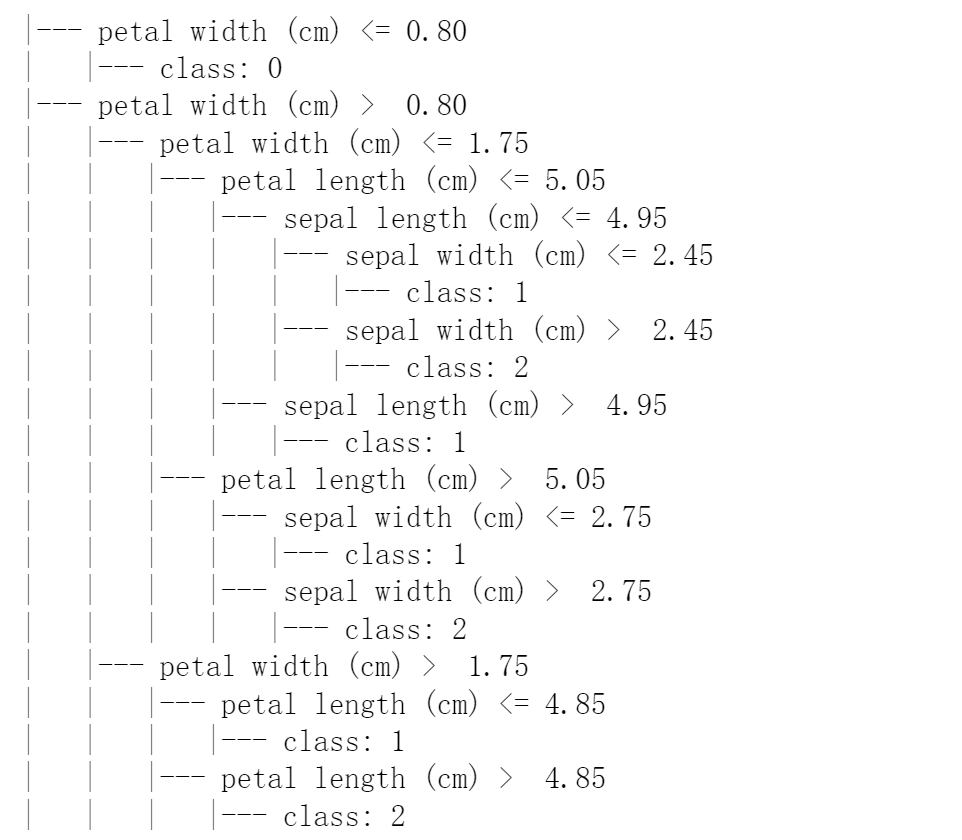 |--- petal width (cm) <= 0.80
|   |--- class: 0
|--- petal width (cm) >  0.80
|   |--- petal width (cm) <= 1.75
|   |   |--- petal length (cm) <= 5.05
|   |   |   |--- sepal length (cm) <= 4.95
|   |   |   |   |--- sepal width (cm) <= 2.45
|   |   |   |   |   |--- class: 1
|   |   |   |   |--- sepal width (cm) >  2.45
|   |   |   |   |   |--- class: 2
|   |   |   |--- sepal length (cm) >  4.95
|   |   |   |   |--- class: 1
|   |   |--- petal length (cm) >  5.05
|   |   |   |--- sepal width (cm) <= 2.75
|   |   |   |   |--- class: 1
|   |   |   |--- sepal width (cm) >  2.75
|   |   |   |   |--- class: 2
|   |--- petal width (cm) >  1.75
|   |   |--- petal length (cm) <= 4.85
|   |   |   |--- class: 1
|   |   |--- petal length (cm) >  4.85
|   |   |   |--- class: 2